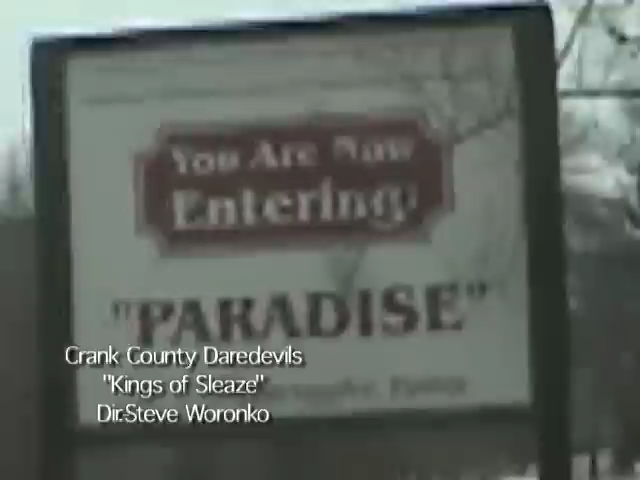 You Are Now
Entering:
"PARADISE"
Crank County Daredevils
"Kings of Sleaze"
Dir:Steve Woronko